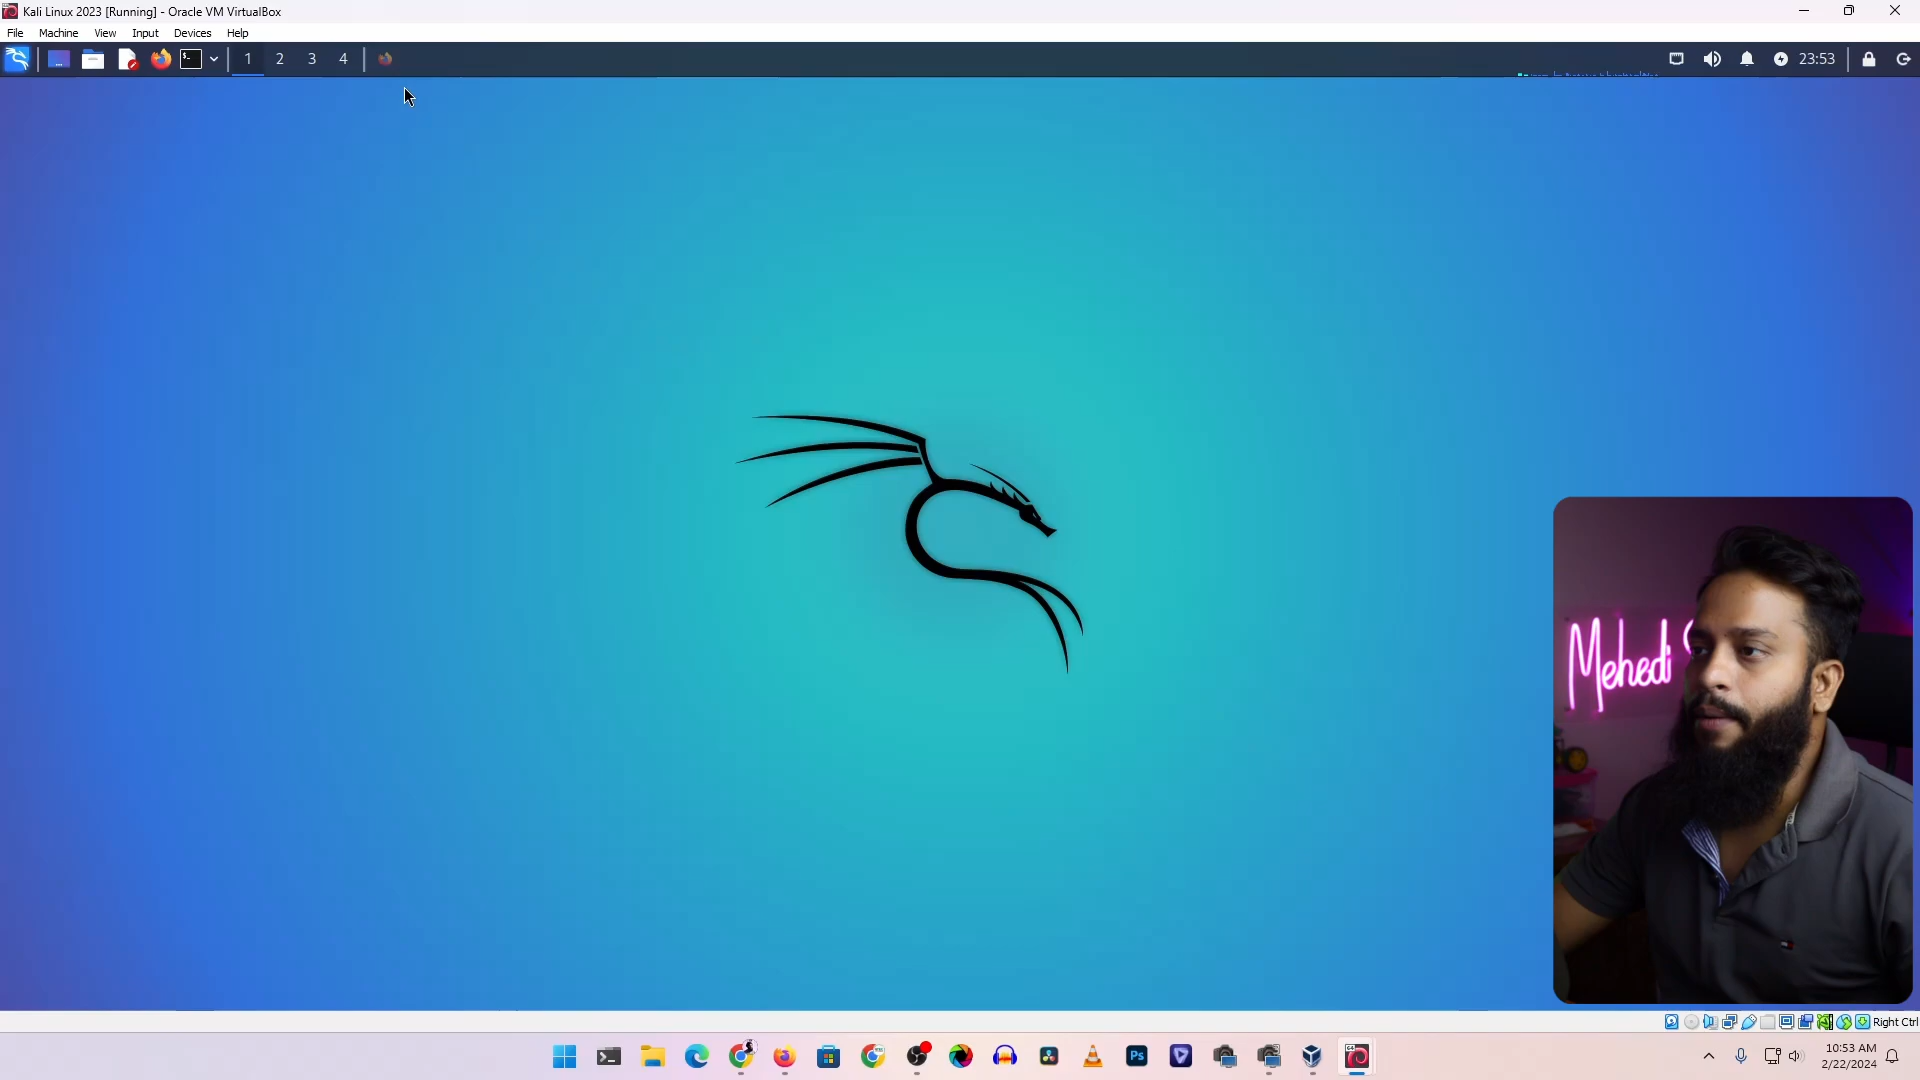 Kali Linux 2023 [Running] - Oracle VM VirtualBox
File Machine View Input Devices Help
1 2 3 4
23:53
Mehedi
Right Ctrl
Ps
10:53 AM
2/22/2024